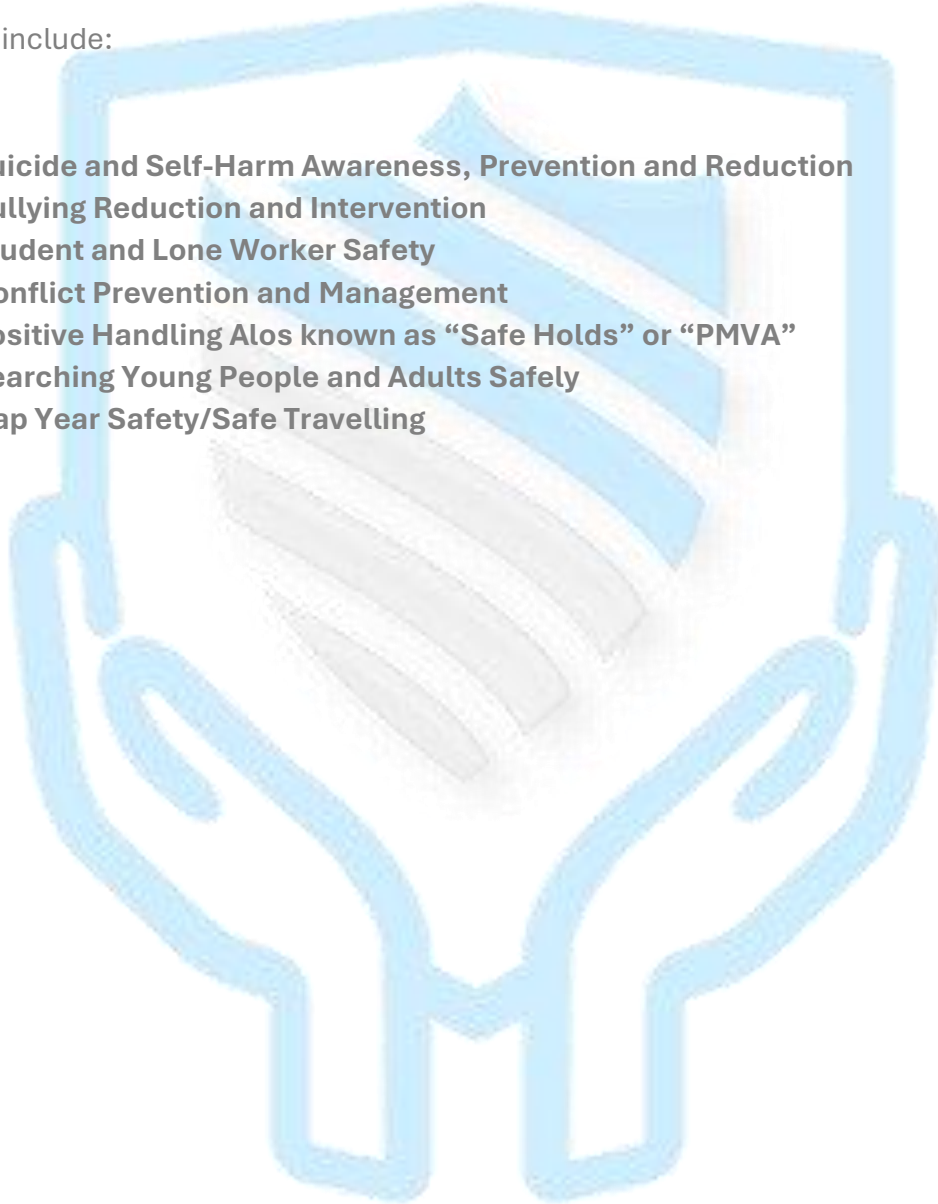 include:
uicide and Self-Harm Awareness, Prevention and Reduction
ullying Reduction and Intervention
udent and Lone Worker Safety
onflict Prevention and Management
ositive Handling Alos known as “Safe Holds” or “PMVA”
earching Young People and Adults Safely
ap Year Safety/Safe Travelling